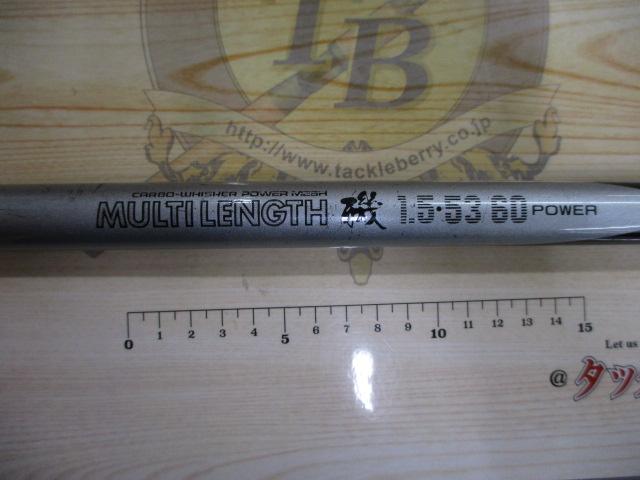 TB
http://www.tackleberry.co.jp
CARBO-WHISKER POWER MESH
MULTI LENGTH 磯 1.5・53 60 POWER
0 1 2 3 4 5 6 7 8 9 10 11 12 13 14 15
Let us
@ タック